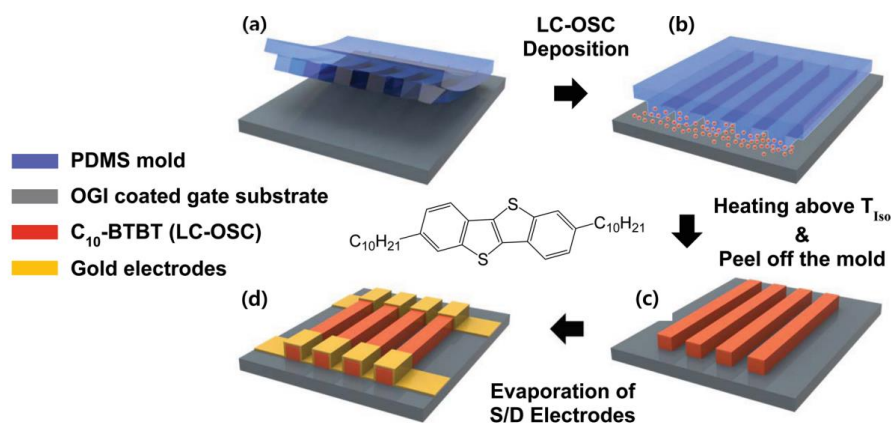 (a)
LC-OSC
Deposition
(b)
PDMS mold
OGI coated gate substrate
C₁₀-BTBT (LC-OSC)
Gold electrodes
C₁₀H₂₁
S
S
C₁₀H₂₁
Heating above T_Iso
&
Peel off the mold
(d)
(c)
Evaporation of
S/D Electrodes